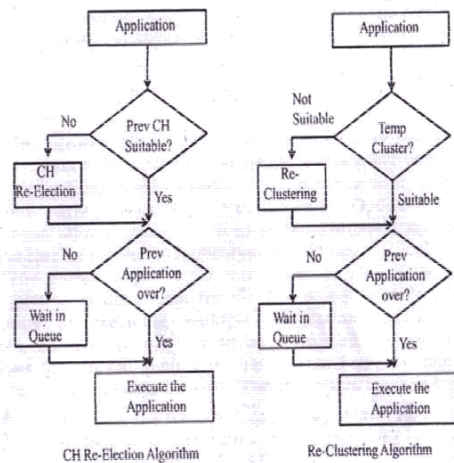 Application
No
Prev CH
Suitable?
CH
Re-Election
Yes
No
Prev
Application
over?
Wait in
Queue
Yes
Execute the
Application
CH Re-Election Algorithm
Application
Not
Suitable
Temp
Cluster?
Re-
Clustering
Suitable
No
Prev
Application
over?
Wait in
Queue
Yes
Execute the
Application
Re-Clustering Algorithm